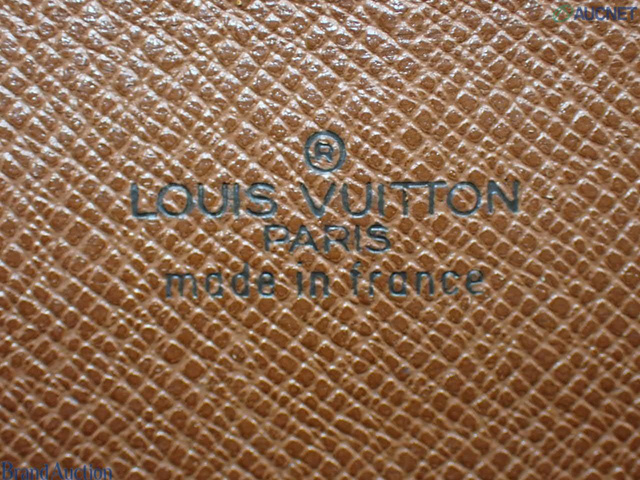 AUCNET
®
LOUIS VUITTON
PARIS
made in france
Brand Auction